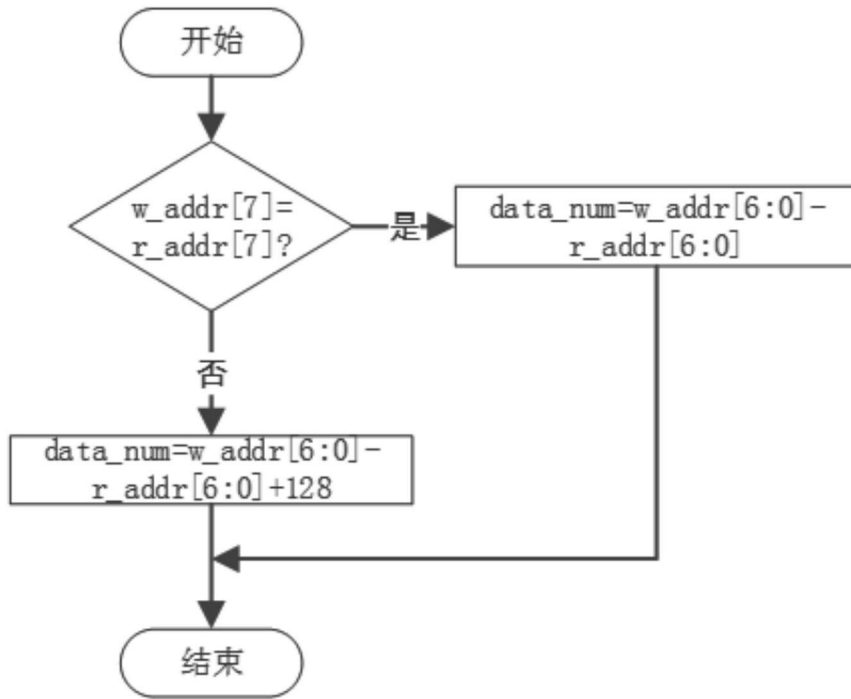 开始
w_addr[7]=
r_addr[7]?
是
data_num=w_addr[6:0]-
r_addr[6:0]
否
data_num=w_addr[6:0]-
r_addr[6:0]+128
结束